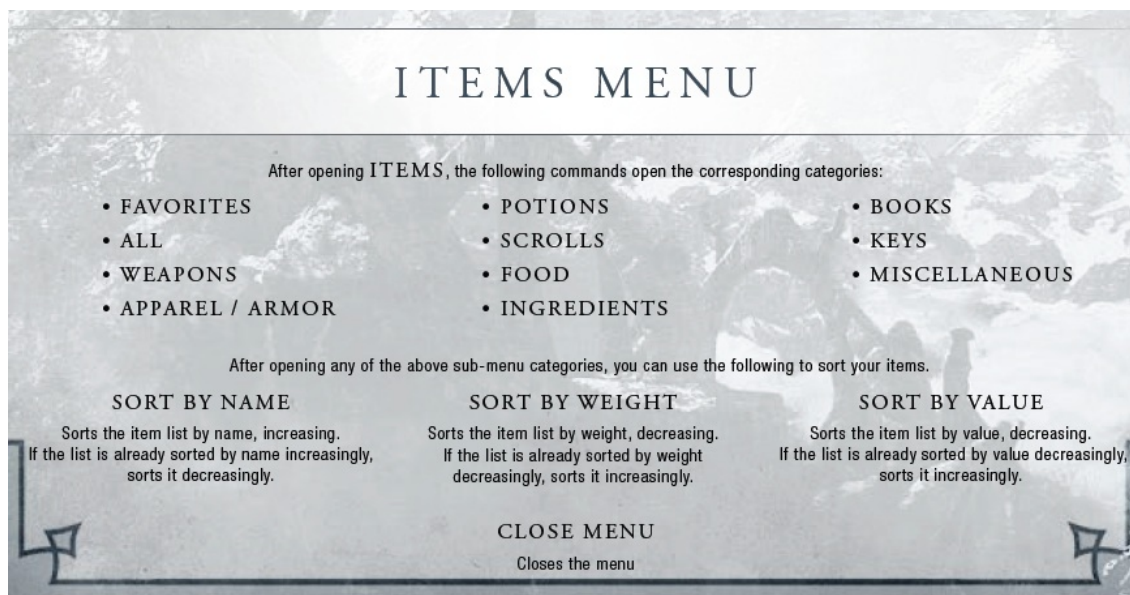 ITEMS MENU
After opening ITEMS, the following commands open the corresponding categories:
• FAVORITES
• ALL
• WEAPONS
• APPAREL / ARMOR
• POTIONS
• SCROLLS
• FOOD
• INGREDIENTS
• BOOKS
• KEYS
• MISCELLANEOUS
After opening any of the above sub-menu categories, you can use the following to sort your items.
SORT BY NAME
Sorts the item list by name, increasing.
If the list is already sorted by name increasingly,
sorts it decreasingly.
SORT BY WEIGHT
Sorts the item list by weight, decreasing.
If the list is already sorted by weight
decreasingly, sorts it increasingly.
SORT BY VALUE
Sorts the item list by value, decreasing.
If the list is already sorted by value decreasingly,
sorts it increasingly.
CLOSE MENU
Closes the menu